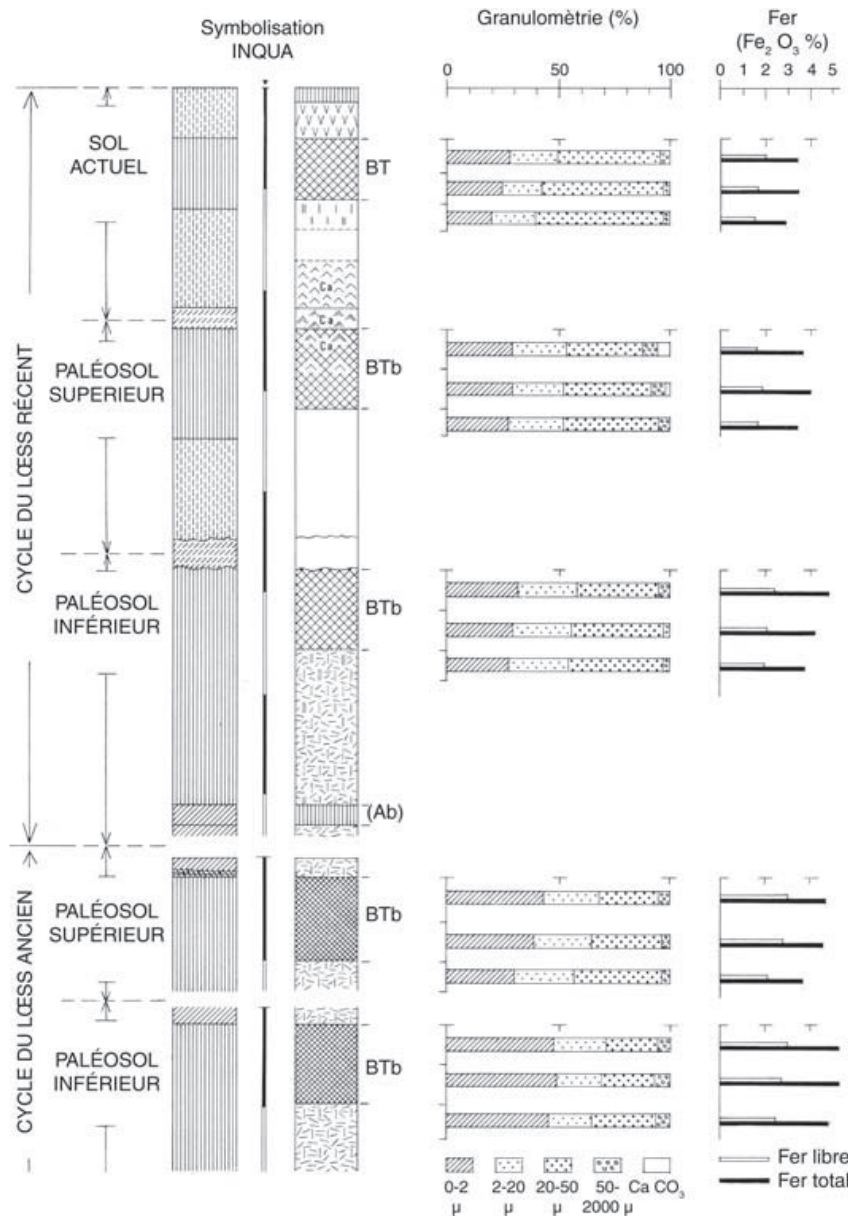 Symbolisation
INQUA
Granulomètrie (%)
0 50 100
Fer
(Fe₂ O₃ %)
0 1 2 3 4 5
CYCLE DU LŒSS RÉCENT
SOL
ACTUEL
BT
Ca
Ca
PALÉOSOL
SUPERIEUR
Ca
BTb
PALÉOSOL
INFÉRIEUR
BTb
(Ab)
CYCLE DU LŒSS ANCIEN
PALÉOSOL
SUPÉRIEUR
BTb
PALÉOSOL
INFÉRIEUR
BTb
0-2
µ
2-20
µ
20-50
µ
50-
2000 µ
Ca CO₃
Fer libre
Fer total